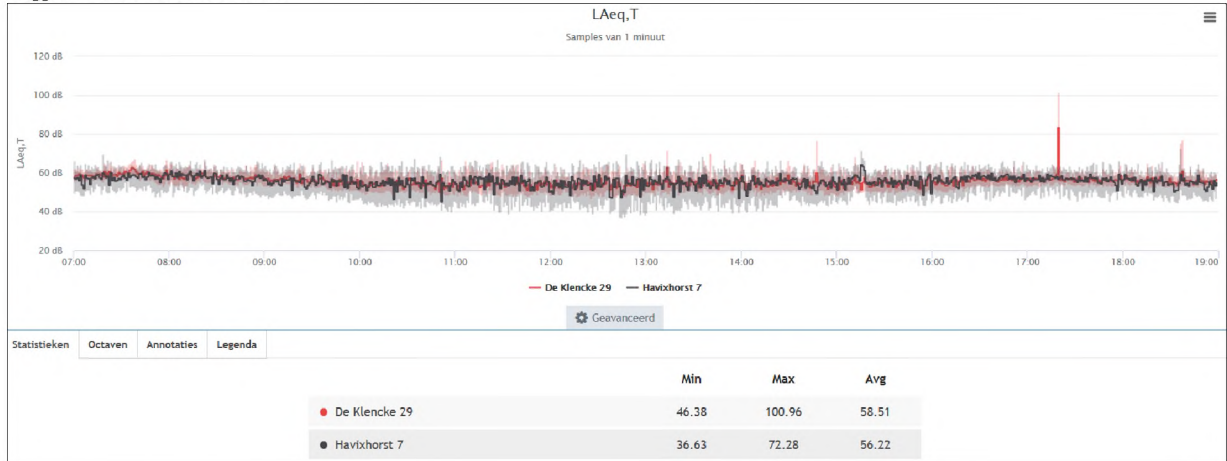 LAeq,T
Samples van 1 minuut
120 dB
100 dB
80 dB
60 dB
40 dB
20 dB
LAeq,T
07:00 08:00 09:00 10:00 11:00 12:00 13:00 14:00 15:00 16:00 17:00 18:00 19:00
De Klencke 29 Havixhorst 7
Geavanceerd
Statistieken Octaven Annotaties Legenda
Min Max Avg
De Klencke 29 46.38 100.96 58.51
Havixhorst 7 36.63 72.28 56.22